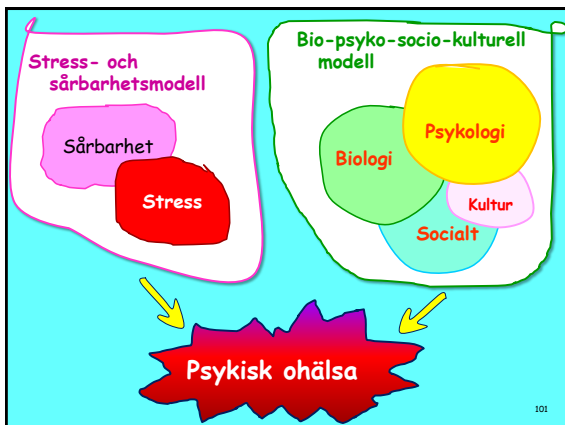 Stress- och
sårbarhetsmodell
Sårbarhet
Stress
Bio-psyko-socio-kulturell
modell
Psykologi
Biologi
Kultur
Socialt
Psykisk ohälsa
101